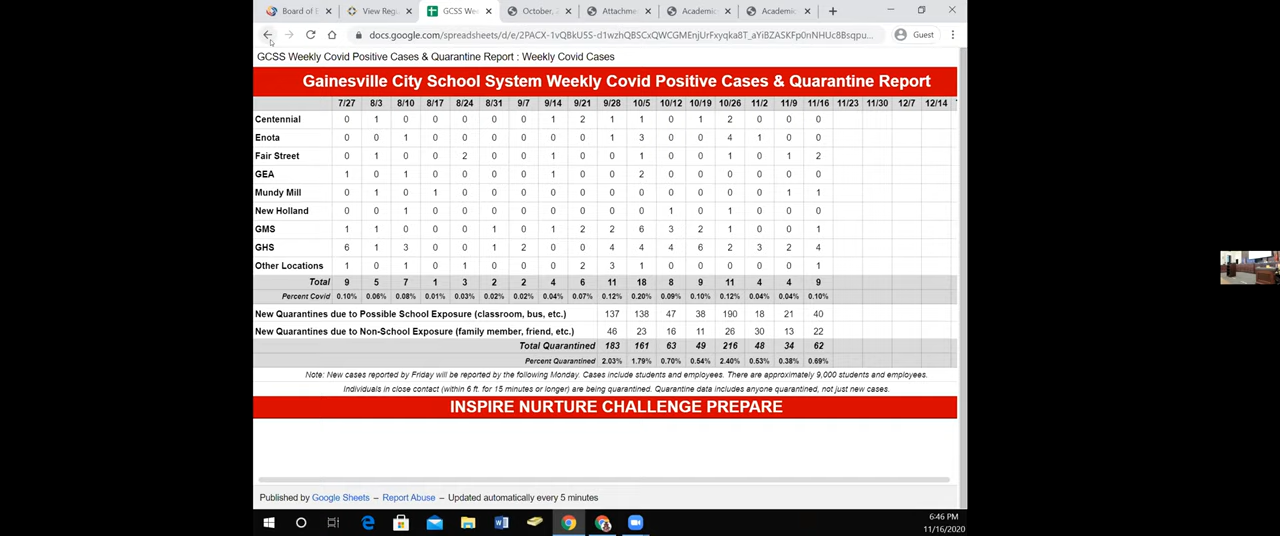 Board of E
View Reg
GCSS Wee
October, 2
Attachme
Academic
Academic
docs.google.com/spreadsheets/d/e/2PACX-1vQBkU5S-d1wzhQBSCxQWCGMEnjUrFxyqka8T_aYiBZASKFp0nNHUc8Bsqpu...
Guest
GCSS Weekly Covid Positive Cases & Quarantine Report : Weekly Covid Cases
Gainesville City School System Weekly Covid Positive Cases & Quarantine Report
7/27 8/3 8/10 8/17 8/24 8/31 9/7 9/14 9/21 9/28 10/5 10/12 10/19 10/26 11/2 11/9 11/16 11/23 11/30 12/7 12/14
Centennial 0 1 0 0 0 0 0 1 2 1 1 0 1 2 0 0 0
Enota 0 0 1 0 0 0 0 0 0 1 3 0 0 4 1 0 0
Fair Street 0 1 0 0 2 0 0 1 0 0 1 0 0 1 0 1 2
GEA 1 0 1 0 0 0 0 1 0 0 2 0 0 0 0 0 0
Mundy Mill 0 1 0 1 0 0 0 0 0 0 0 0 0 0 0 1 1
New Holland 0 0 1 0 0 0 0 0 0 0 0 1 0 1 0 0 0
GMS 1 1 0 0 0 1 0 1 2 2 6 3 2 1 0 0 1
GHS 6 1 3 0 0 1 2 0 0 4 4 4 6 2 3 2 4
Other Locations 1 0 1 0 1 0 0 0 2 3 1 0 0 0 0 0 1
Total 9 5 7 1 3 2 2 4 6 11 18 8 9 11 4 4 9
Percent Covid 0.10% 0.06% 0.08% 0.01% 0.03% 0.02% 0.02% 0.04% 0.07% 0.12% 0.20% 0.09% 0.10% 0.12% 0.04% 0.04% 0.10%
New Quarantines due to Possible School Exposure (classroom, bus, etc.) 137 138 47 38 190 18 21 40
New Quarantines due to Non-School Exposure (family member, friend, etc.) 46 23 16 11 26 30 13 22
Total Quarantined 183 161 63 49 216 48 34 62
Percent Quarantined 2.03% 1.79% 0.70% 0.54% 2.40% 0.53% 0.38% 0.69%
Note: New cases reported by Friday will be reported by the following Monday. Cases include students and employees. There are approximately 9,000 students and employees.
Individuals in close contact (within 6 ft. for 15 minutes or longer) are being quarantined. Quarantine data includes anyone quarantined, not just new cases.
INSPIRE NURTURE CHALLENGE PREPARE
Published by Google Sheets – Report Abuse – Updated automatically every 5 minutes
6:46 PM
11/16/2020